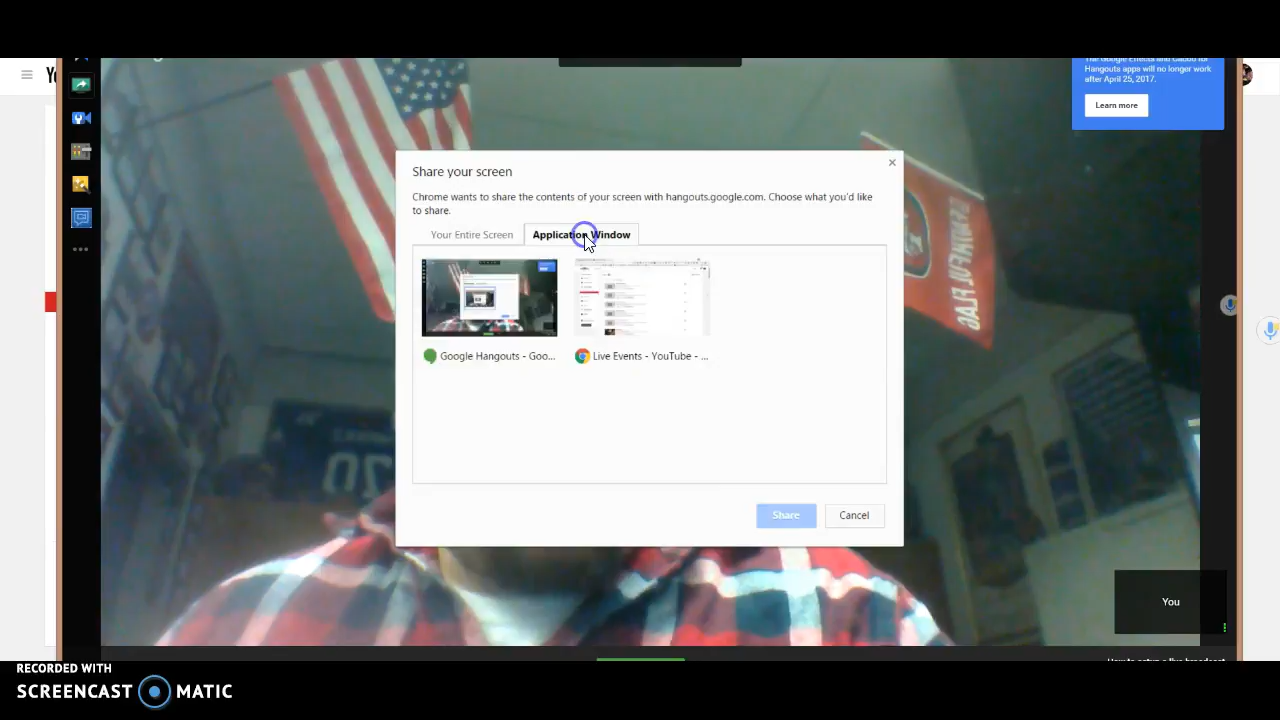 The Google Effects and
Hangouts apps will no longer work
after April 25, 2017.
Learn more
Share your screen
Chrome wants to share the contents of your screen with hangouts.google.com. Choose what you'd like
to share.
Your Entire Screen
Application Window
Google Hangouts - Goo...
Live Events - YouTube - ...
Share
Cancel
You
RECORDED WITH
SCREENCAST MATIC